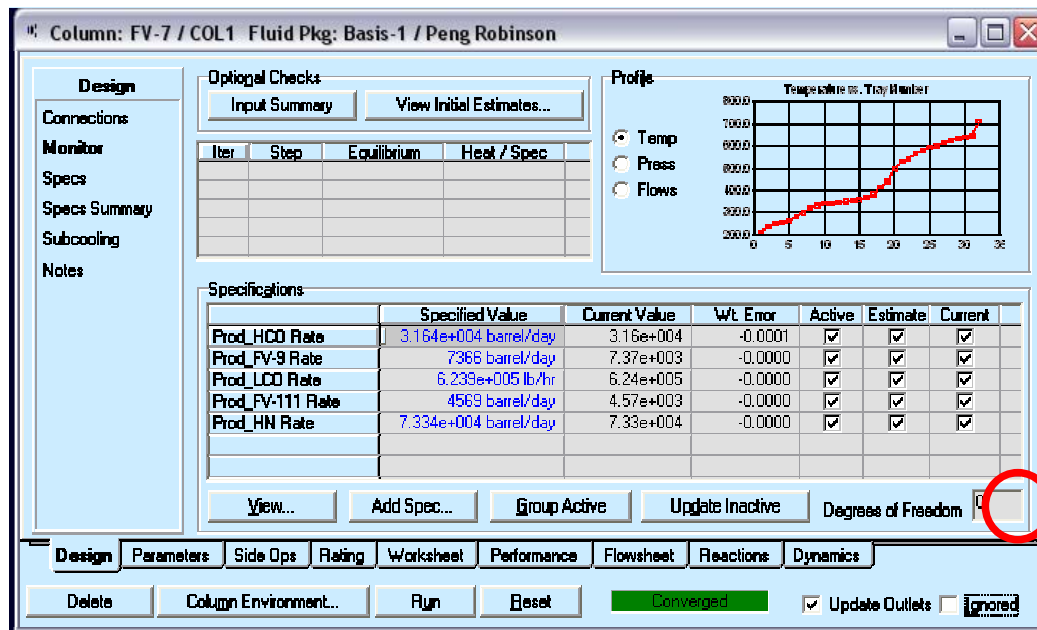 Column: FV-7 / COL1 Fluid Pkg: Basis-1 / Peng Robinson
Design
Connections
Monitor
Specs
Specs Summary
Subcooling
Notes
Optional Checks
Input Summary View Initial Estimates...
Iter Step Equilibrium Heat / Spec
Profile
Temp
Press
Flows
Temperature vs. Tray Number
800.0
700.0
600.0
500.0
400.0
300.0
200.0
0 5 10 15 20 25 30 35
Specifications
Specified Value Current Value Wt. Error Active Estimate Current
Prod_HCO Rate 3.164e+004 barrel/day 3.16e+004 -0.0001
Prod_FV-9 Rate 7366 barrel/day 7.37e+003 -0.0000
Prod_LCO Rate 6.239e+005 lb/hr 6.24e+005 -0.0000
Prod_FV-111 Rate 4569 barrel/day 4.57e+003 -0.0000
Prod_HN Rate 7.334e+004 barrel/day 7.33e+004 -0.0000
View... Add Spec... Group Active Update Inactive Degrees of Freedom 0
Design Parameters Side Ops Rating Worksheet Performance Flowsheet Reactions Dynamics
Delete Column Environment... Run Reset Converged Update Outlets Ignored